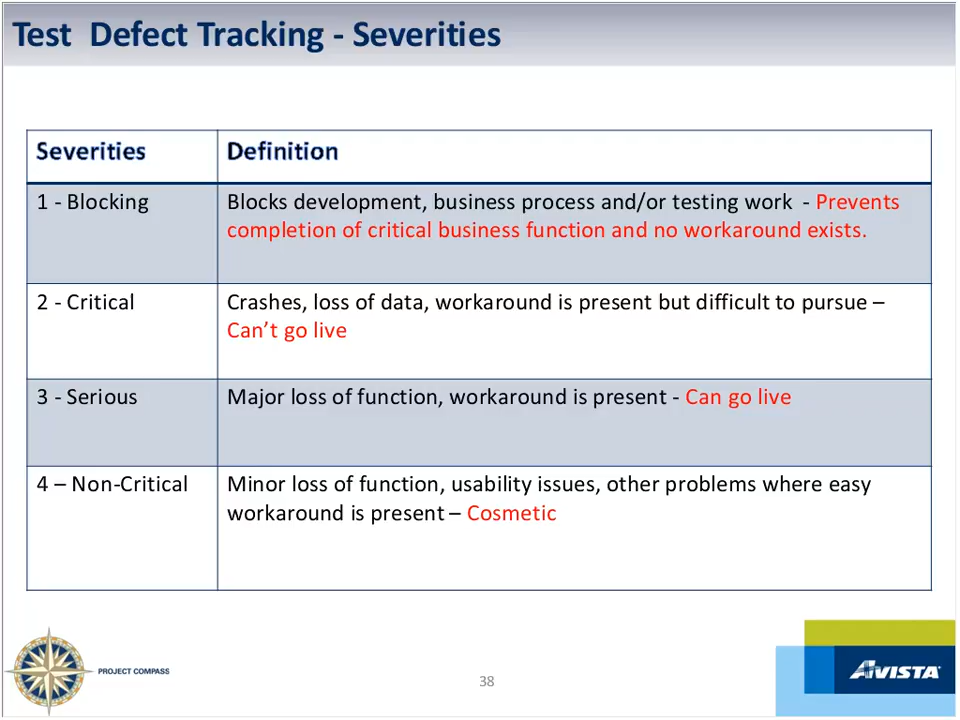 Test  Defect Tracking - Severities
Severities
Definition
1 - Blocking
Blocks development, business process and/or testing work  - Prevents
completion of critical business function and no workaround exists.
2 - Critical
Crashes, loss of data, workaround is present but difficult to pursue –
Can’t go live
3 - Serious
Major loss of function, workaround is present - Can go live
4 – Non-Critical
Minor loss of function, usability issues, other problems where easy
workaround is present – Cosmetic
PROJECT COMPASS
38
AVISTA